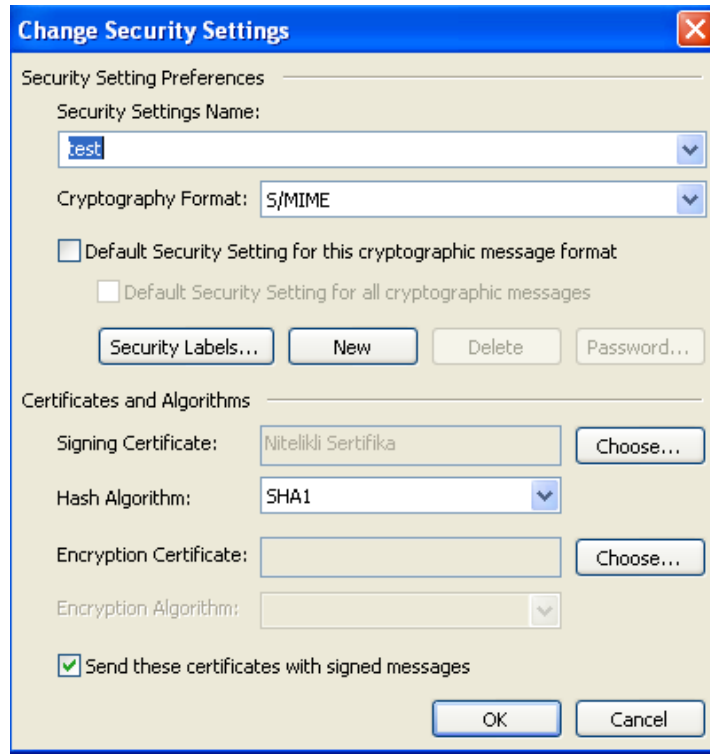 Change Security Settings
Security Setting Preferences
Security Settings Name:
test
Cryptography Format: S/MIME
Default Security Setting for this cryptographic message format
Default Security Setting for all cryptographic messages
Security Labels... New Delete Password...
Certificates and Algorithms
Signing Certificate: Nitelikli Sertifika Choose...
Hash Algorithm: SHA1
Encryption Certificate: Choose...
Encryption Algorithm:
Send these certificates with signed messages
OK Cancel